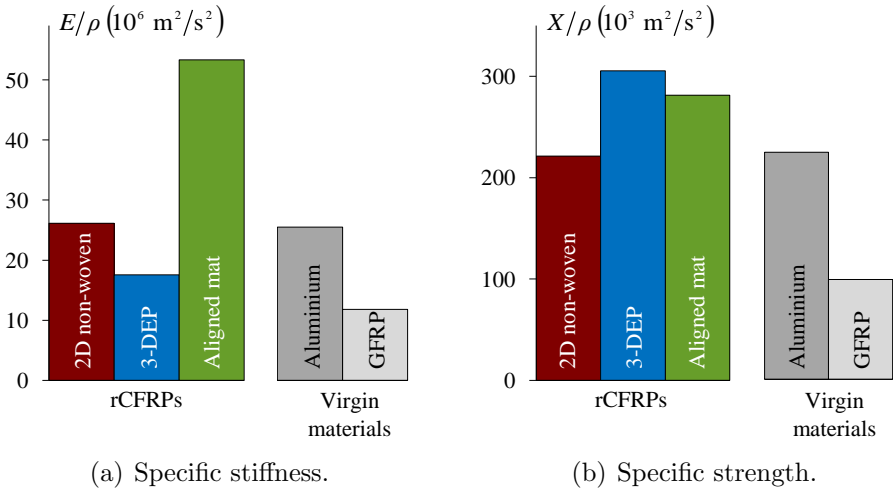 E/ρ (10⁶ m²/s²)
50
40
30
20
10
0
2D non-woven
3-DEP
Aligned mat
Aluminium
GFRP
rCFRPs
Virgin
materials
(a) Specific stiffness.
X/ρ (10³ m²/s²)
300
200
100
0
2D non-woven
3-DEP
Aligned mat
Aluminium
GFRP
rCFRPs
Virgin
materials
(b) Specific strength.